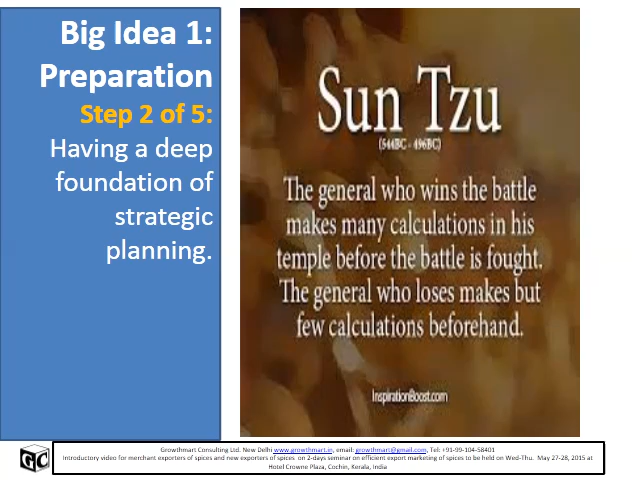 Big Idea 1:
Preparation
Step 2 of 5:
Having a deep
foundation of
strategic
planning.
Sun Tzu
(544BC - 496BC)
The general who wins the battle
makes many calculations in his
temple before the battle is fought.
The general who loses makes but
few calculations beforehand.
InspirationBoost.com
GC
Growthmart Consulting Ltd. New Delhi www.growthmart.in, email: growthmart@gmail.com, Tel: +91-99-104-58401
Introductory video for merchant exporters of spices and new exporters of spices on 2-days seminar on efficient export marketing of spices to be held on Wed-Thu. May 27-28, 2015 at
Hotel Crowne Plaza, Cochin, Kerala, India